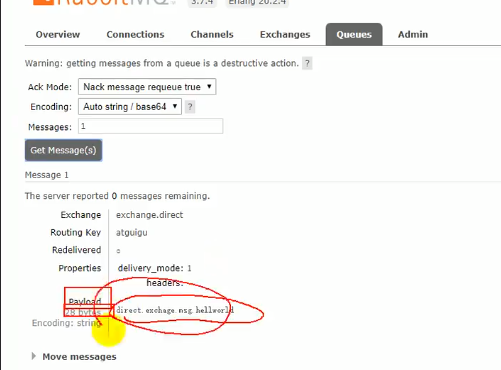 RabbitMQ 3.7.4 Erlang 20.2.4
Overview Connections Channels Exchanges Queues Admin
Warning: getting messages from a queue is a destructive action. ?
Ack Mode: Nack message requeue true
Encoding: Auto string / base64 ?
Messages: 1
Get Message(s)
Message 1
The server reported 0 messages remaining.
Exchange exchange.direct
Routing Key atguigu
Redelivered
Properties delivery_mode: 1
headers:
Payload
28 bytes direct.exchage.msg.hellworld
Encoding: string
Move messages